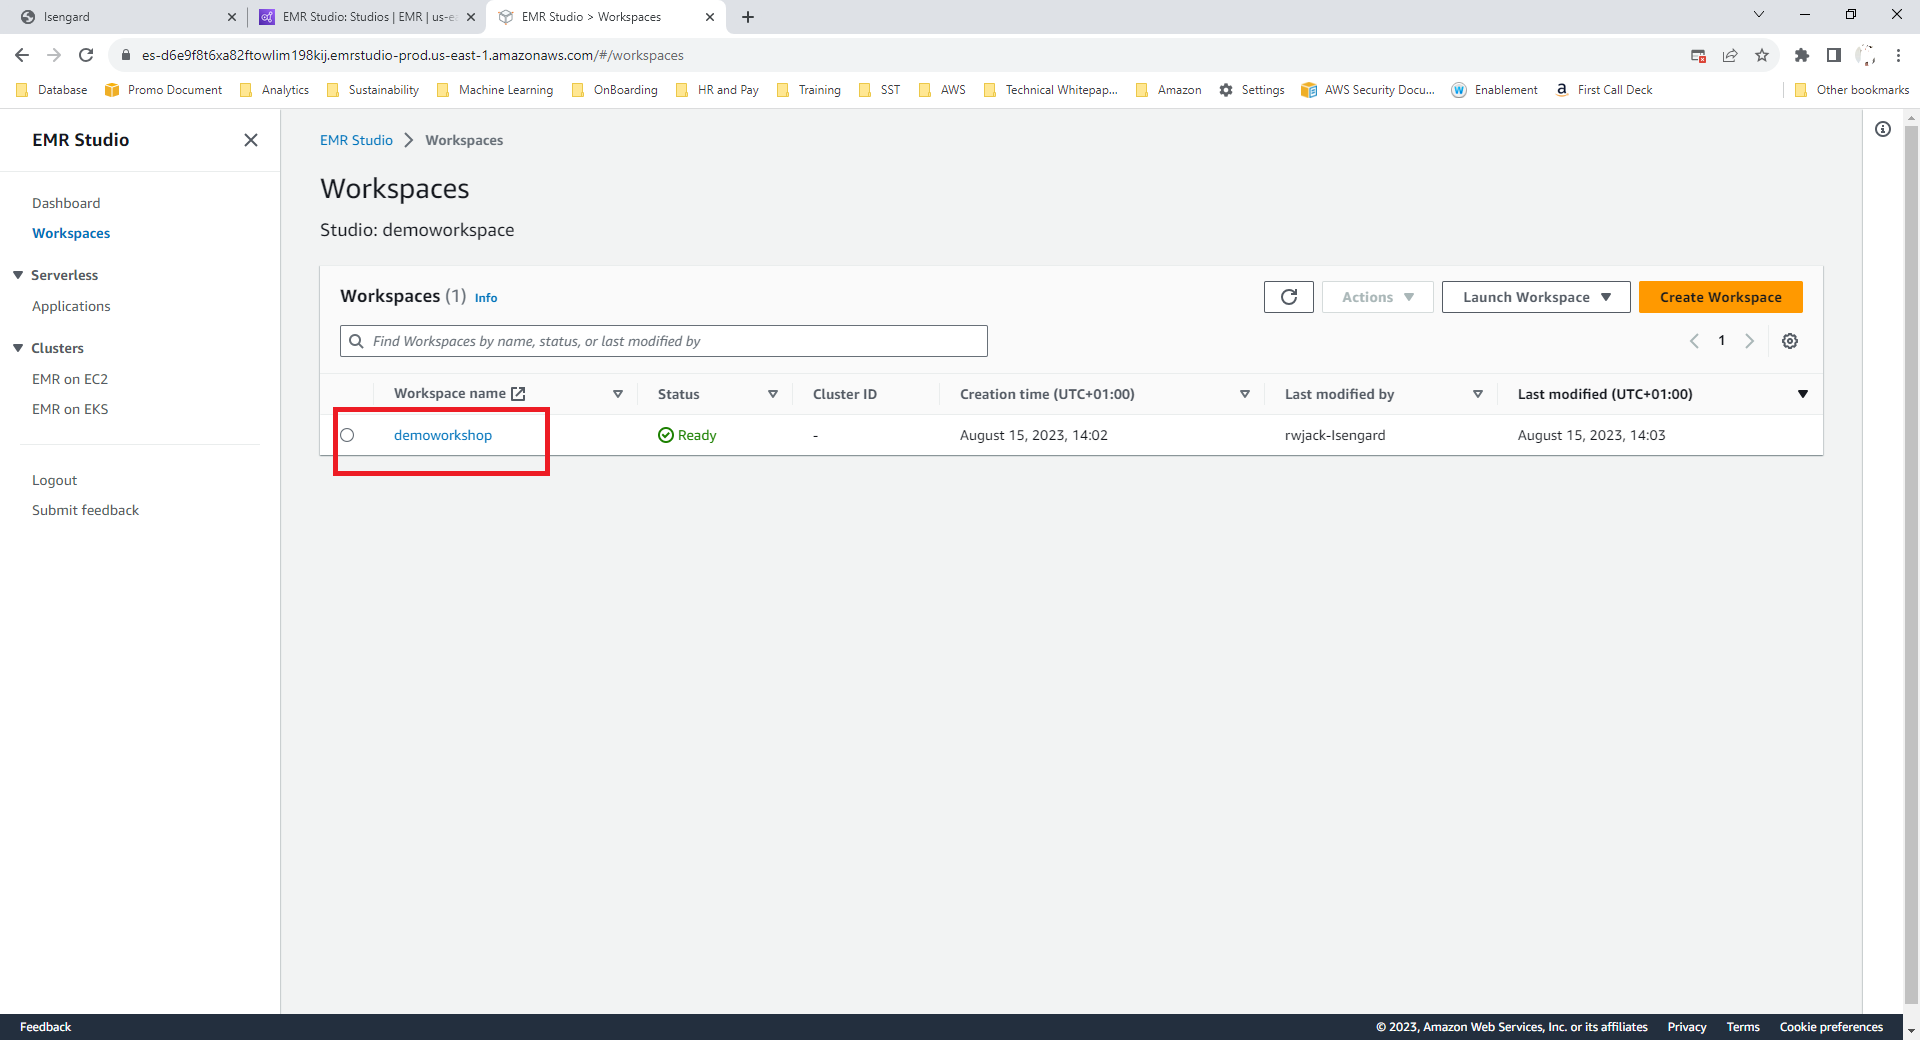 Isengard
EMR Studio: Studios | EMR | us-ea
EMR Studio > Workspaces
es-d6e9f8t6xa82ftowlim198kij.emrstudio-prod.us-east-1.amazonaws.com/#/workspaces
Database Promo Document Analytics Sustainability Machine Learning OnBoarding HR and Pay Training SST AWS Technical Whitepap... Amazon Settings AWS Security Docu... Enablement First Call Deck Other bookmarks
EMR Studio
Dashboard
Workspaces
Serverless
Applications
Clusters
EMR on EC2
EMR on EKS
Logout
Submit feedback
EMR Studio Workspaces
Workspaces
Studio: demoworkspace
Workspaces (1) Info
Actions Launch Workspace Create Workspace
Find Workspaces by name, status, or last modified by
1
Workspace name Status Cluster ID Creation time (UTC+01:00) Last modified by Last modified (UTC+01:00)
demoworkshop Ready - August 15, 2023, 14:02 rwjack-Isengard August 15, 2023, 14:03
Feedback © 2023, Amazon Web Services, Inc. or its affiliates Privacy Terms Cookie preferences